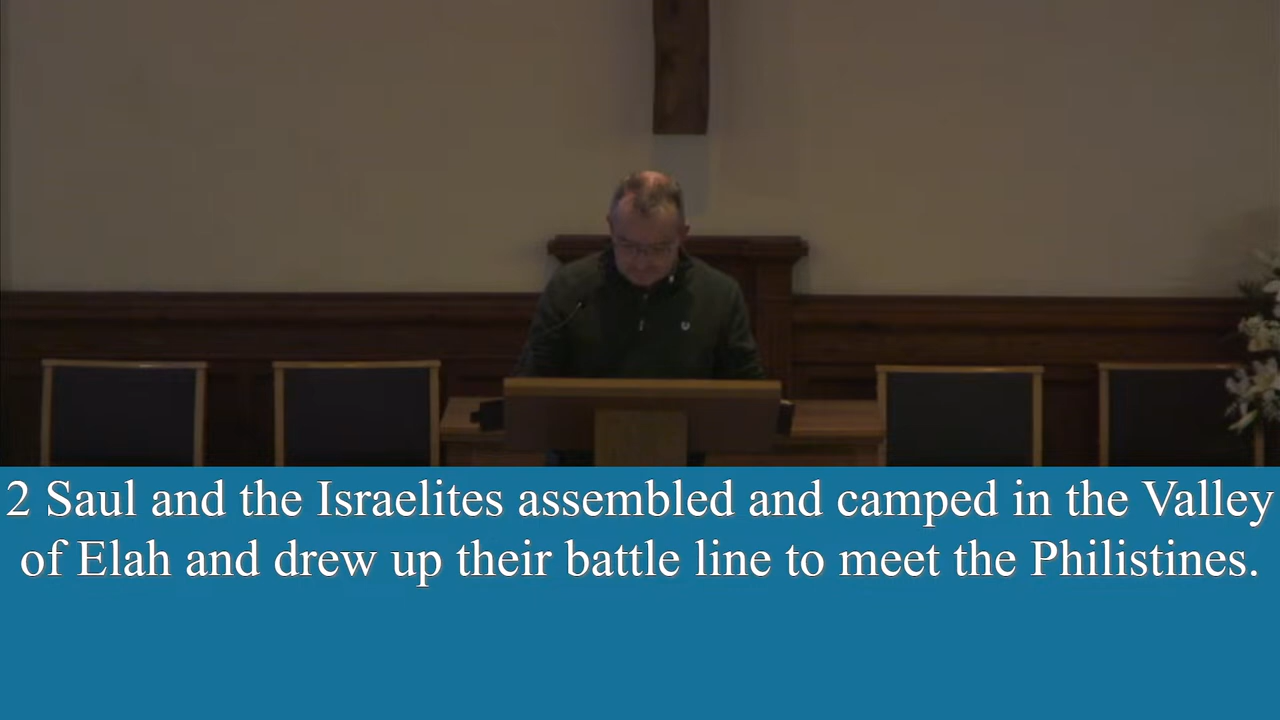 2 Saul and the Israelites assembled and camped in the Valley
of Elah and drew up their battle line to meet the Philistines.